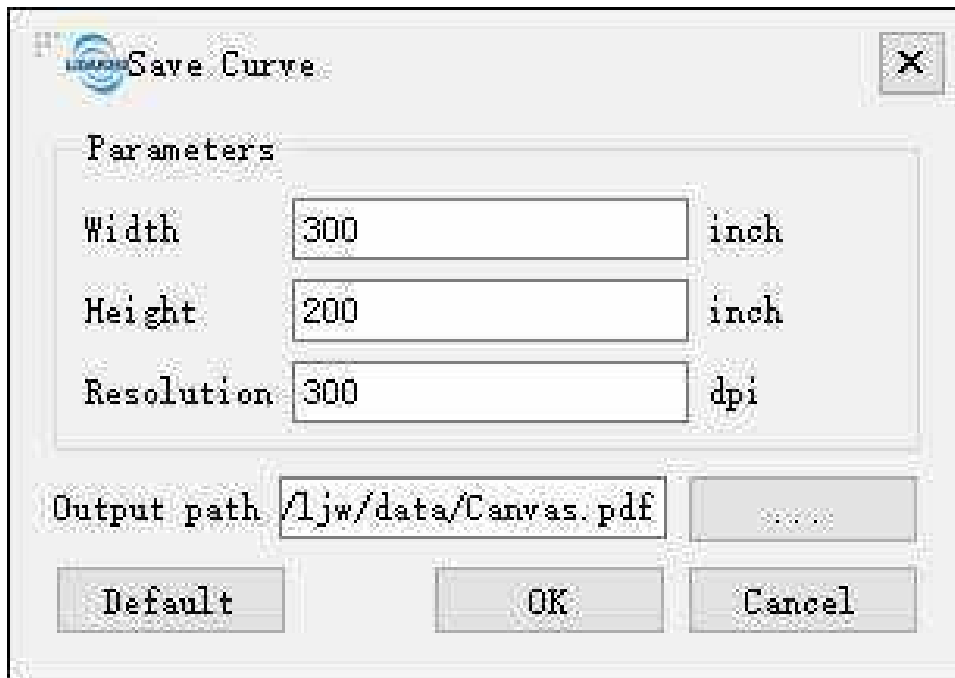 Save Curve
Parameters
Width 300 inch
Height 200 inch
Resolution 300 dpi
Output path /ljw/data/Canvas.pdf ....
Default OK Cancel